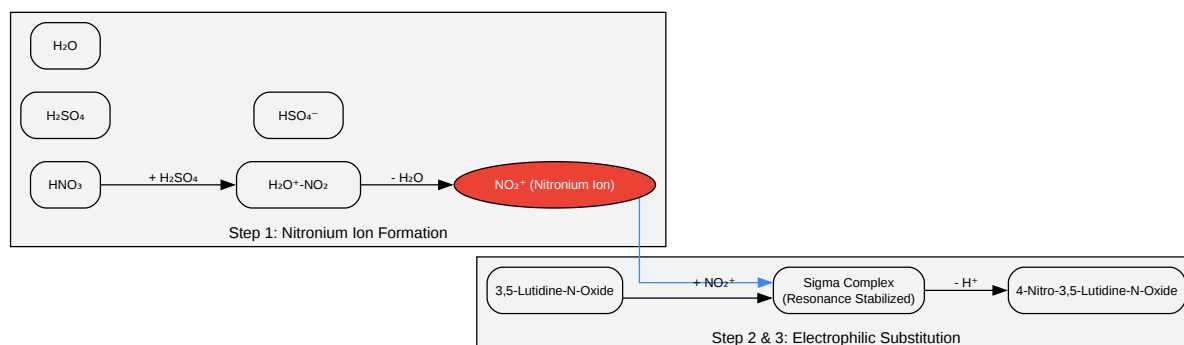 H₂O
H₂SO₄
HSO₄⁻
HNO₃
+ H₂SO₄
H₂O⁺-NO₂
- H₂O
NO₂⁺ (Nitronium Ion)
Step 1: Nitronium Ion Formation
3,5-Lutidine-N-Oxide
+ NO₂⁺
Sigma Complex
(Resonance Stabilized)
- H⁺
4-Nitro-3,5-Lutidine-N-Oxide
Step 2 & 3: Electrophilic Substitution